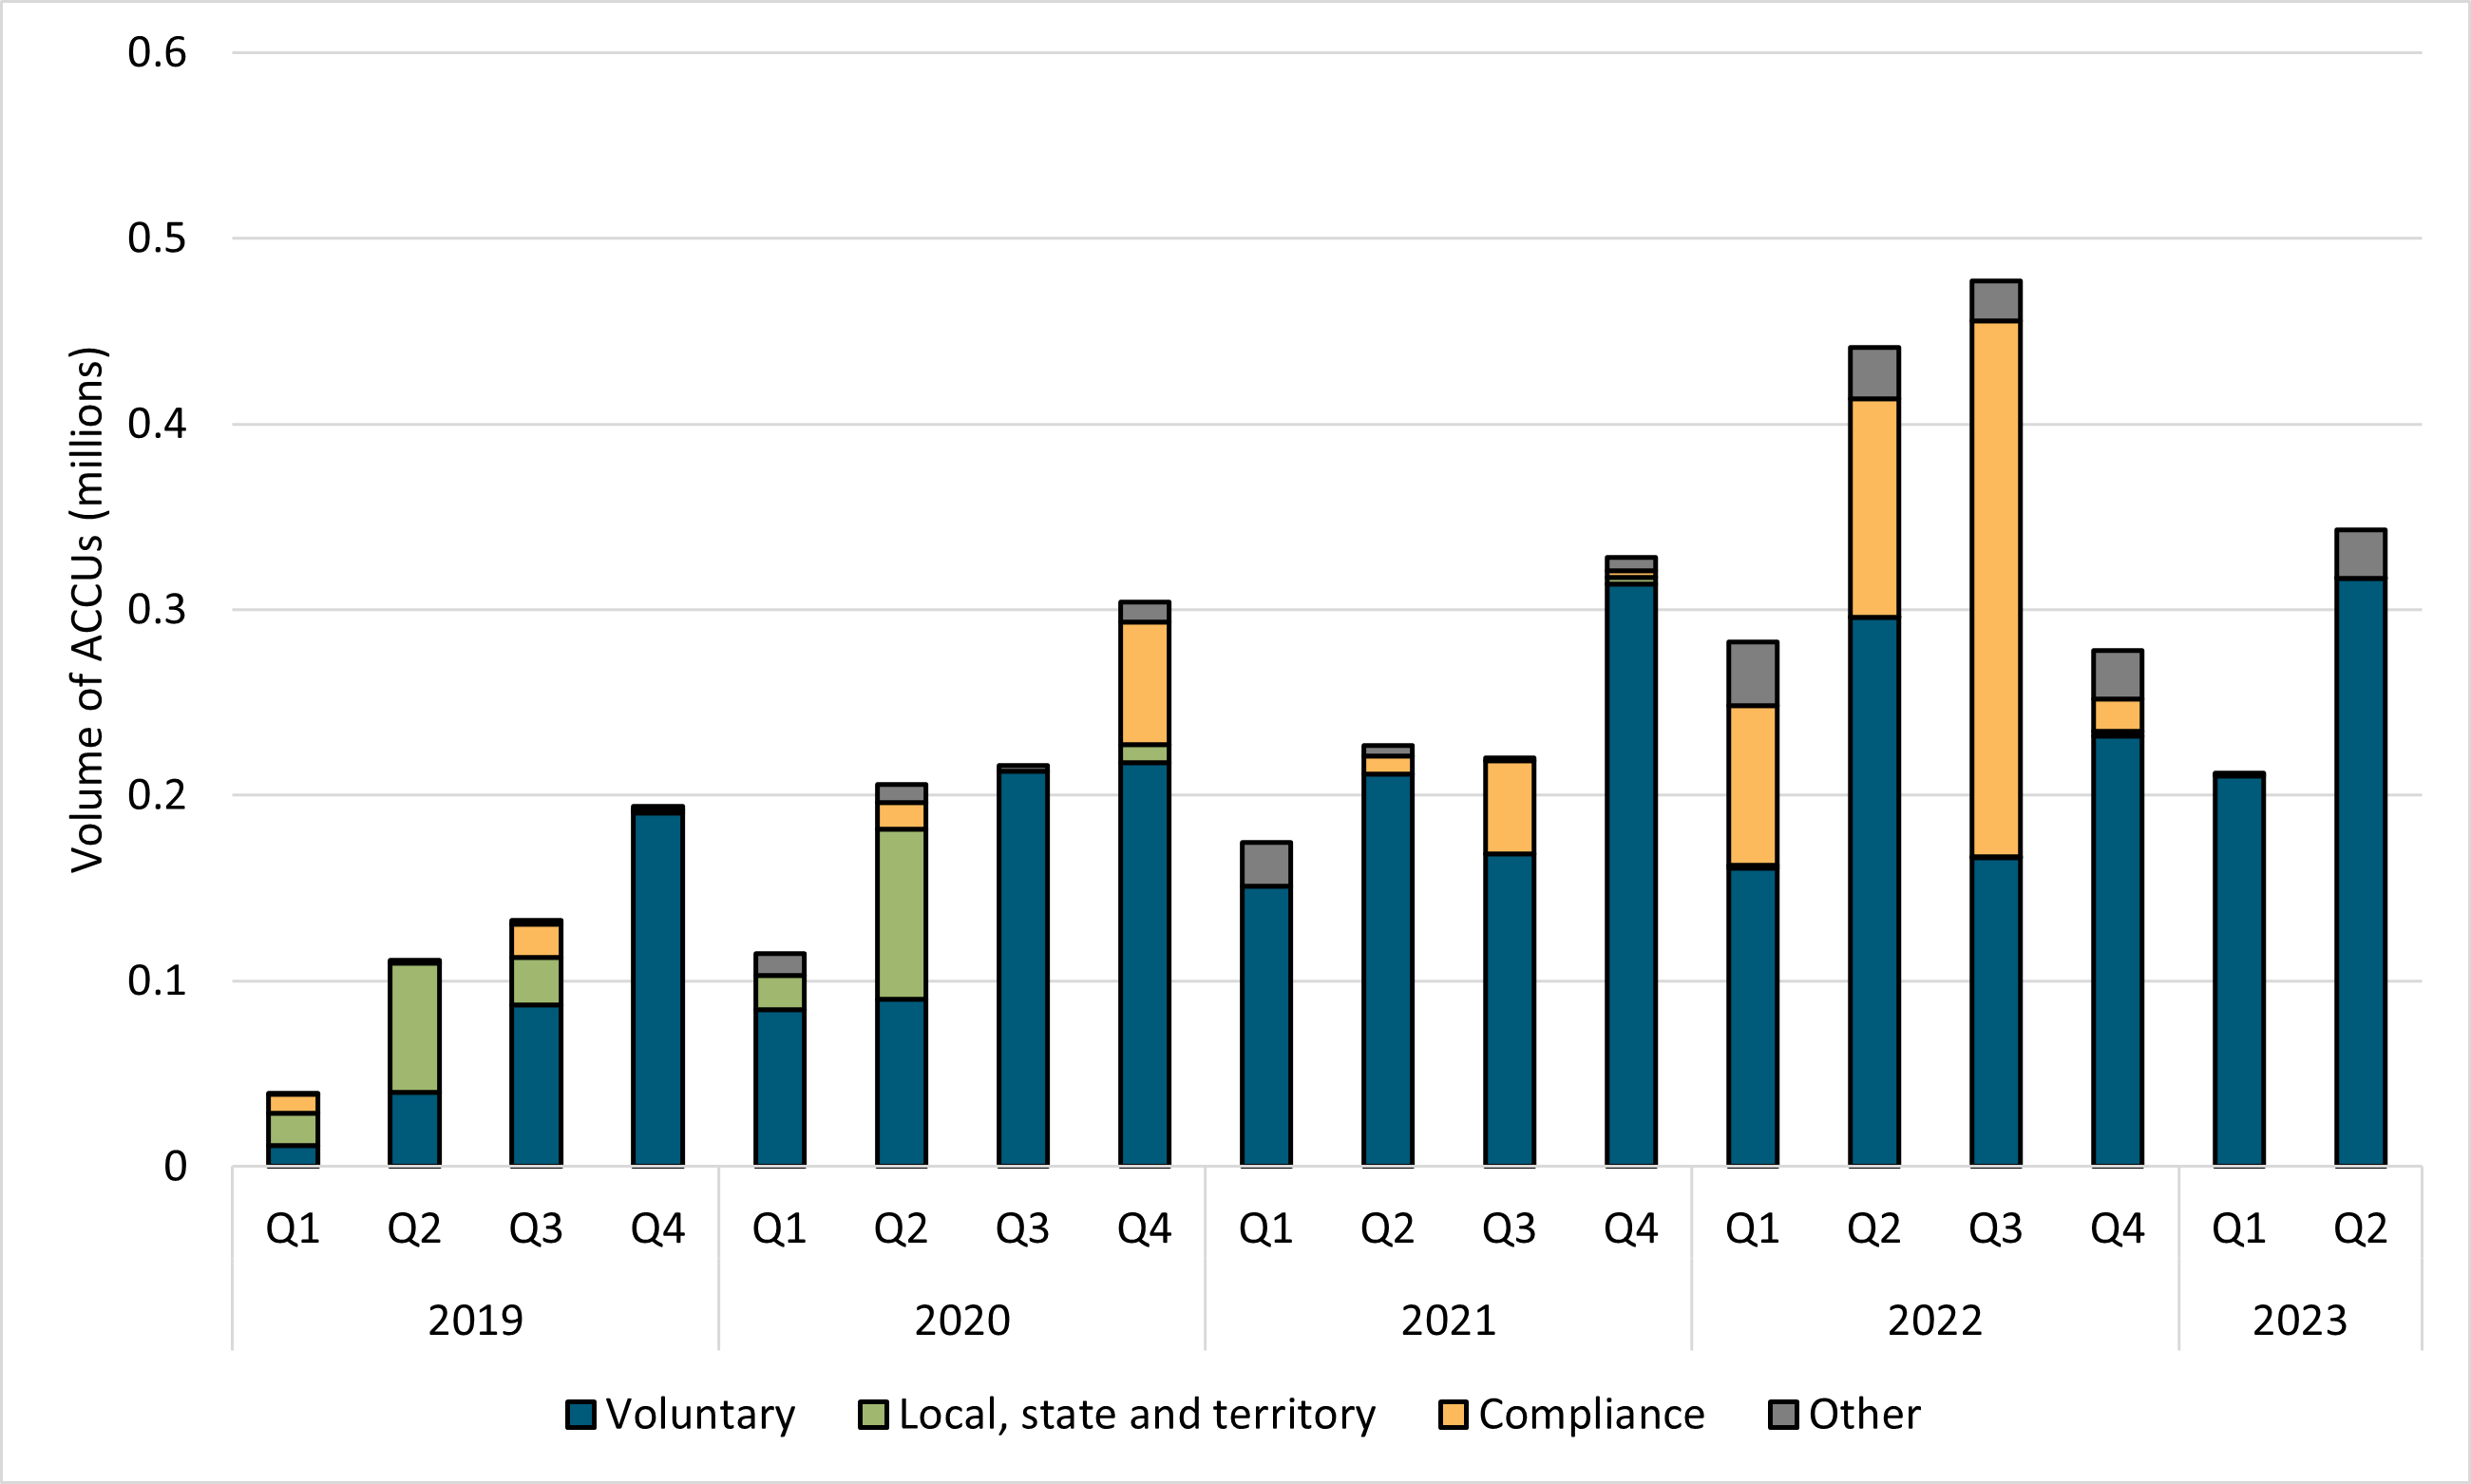 0.6
0.5
0.4
0.3
0.2
0.1
0
Volume of ACCUs (millions)
Q1 Q2 Q3 Q4 Q1 Q2 Q3 Q4 Q1 Q2 Q3 Q4 Q1 Q2 Q3 Q4 Q1 Q2
2019 2020 2021 2022 2023
Voluntary Local, state and territory Compliance Other